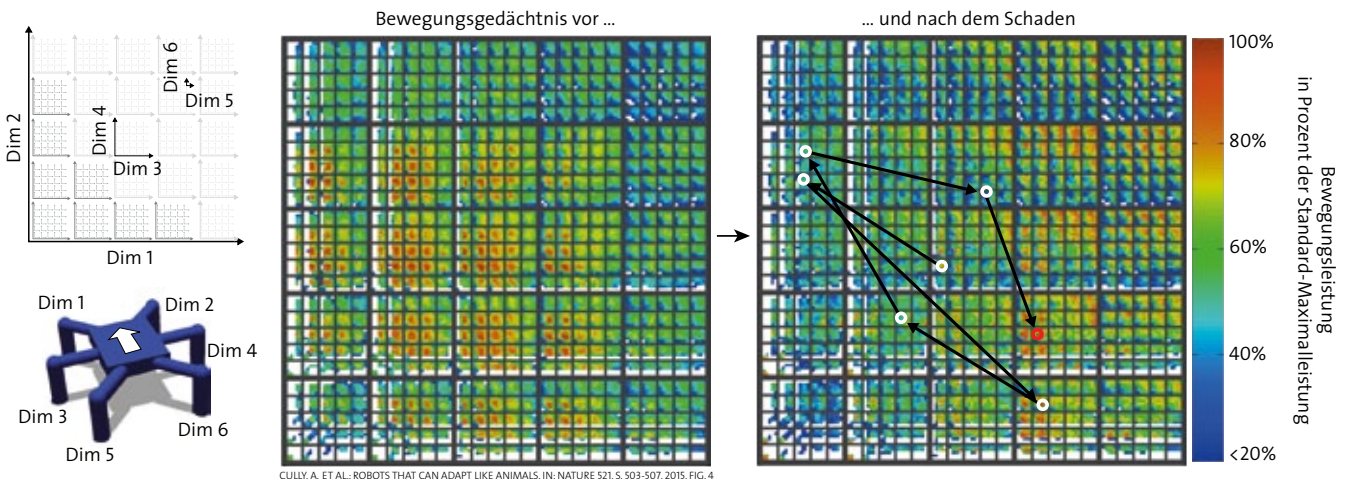 Bewegungsgedächtnis vor ...
... und nach dem Schaden
Dim 2
Dim 6
Dim 5
Dim 4
Dim 3
Dim 1
Dim 1
Dim 2
Dim 4
Dim 3
Dim 6
Dim 5
100%
80%
60%
40%
<20%
Bewegungsleistung
in Prozent der Standard-Maximalleistung
CULLY, A. ET AL.: ROBOTS THAT CAN ADAPT LIKE ANIMALS. IN: NATURE 521, S. 503-507, 2015, FIG. 4